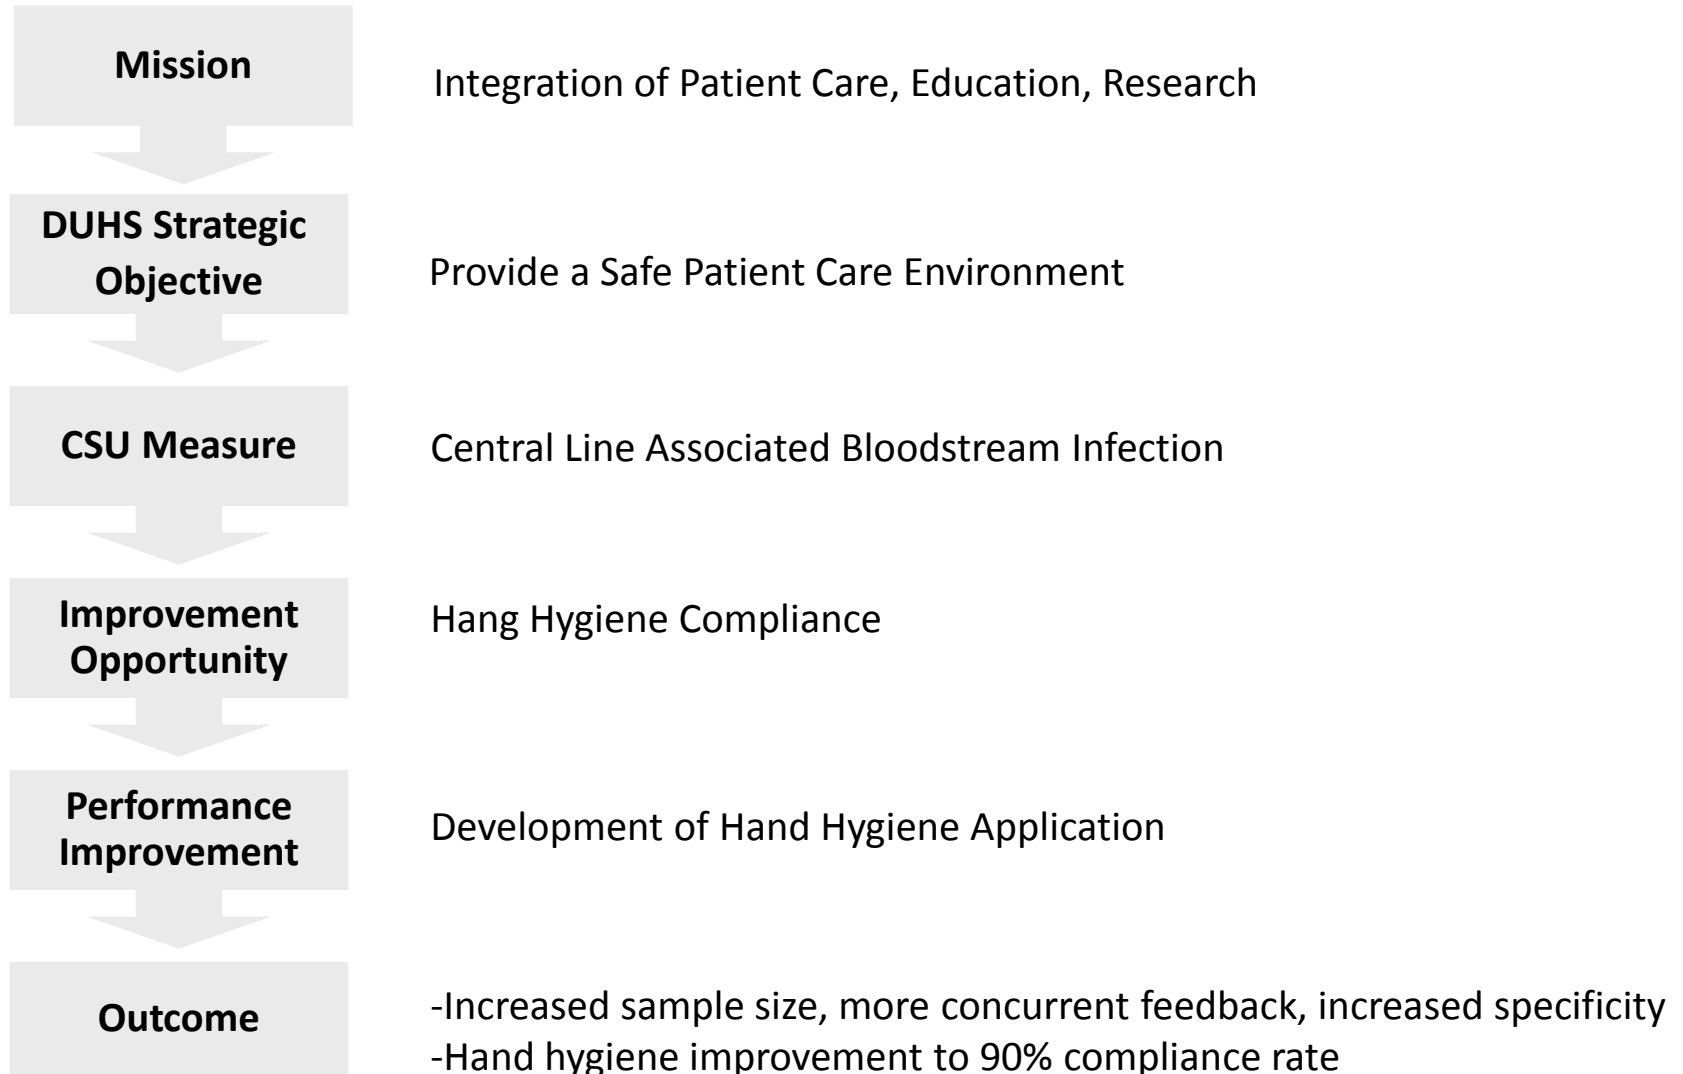 Mission
Integration of Patient Care, Education, Research
DUHS Strategic
Objective
Provide a Safe Patient Care Environment
CSU Measure
Central Line Associated Bloodstream Infection
Improvement
Opportunity
Hang Hygiene Compliance
Performance
Improvement
Development of Hand Hygiene Application
Outcome
-Increased sample size, more concurrent feedback, increased specificity
-Hand hygiene improvement to 90% compliance rate